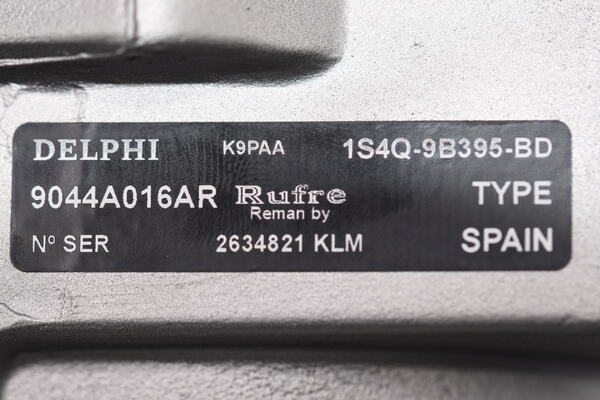 DELPHI K9PAA 1S4Q-9B395-BD
9044A016AR Rufre TYPE
Reman by
Nº SER 2634821 KLM SPAIN